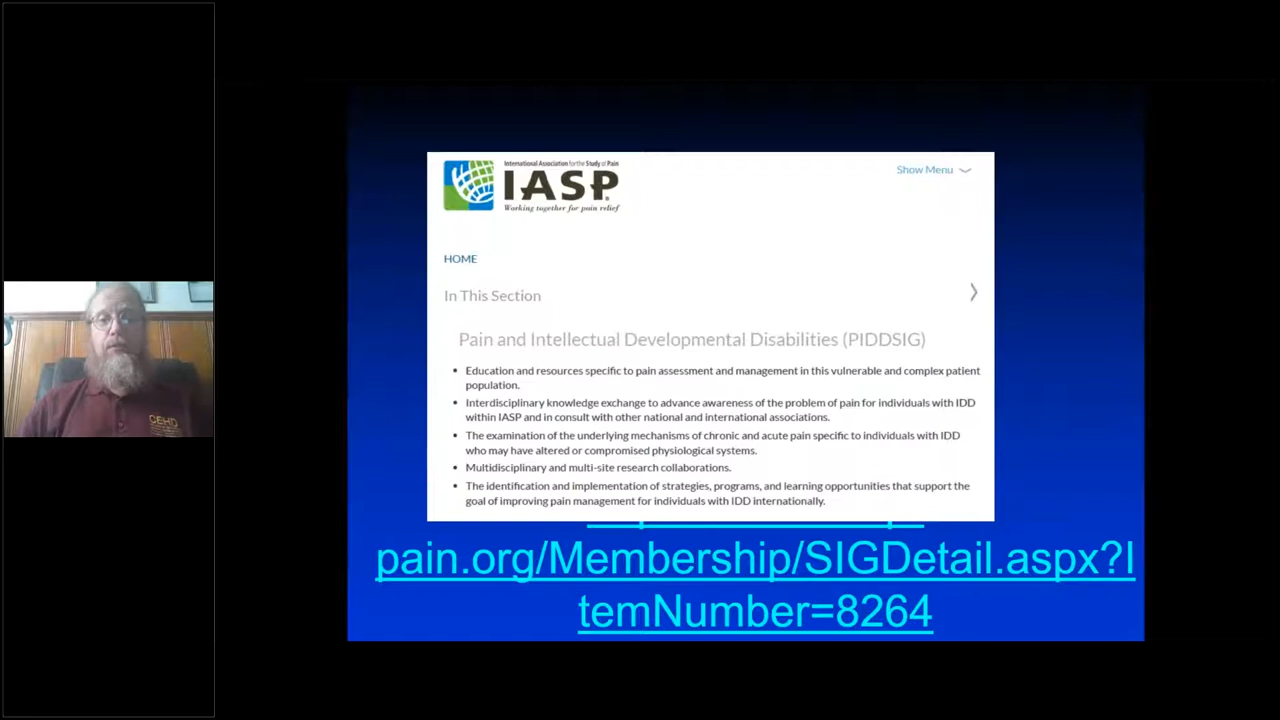 International Association for the Study of Pain
IASP
Working together for pain relief
Show Menu
HOME
In This Section
Pain and Intellectual Developmental Disabilities (PIDDSIG)
• Education and resources specific to pain assessment and management in this vulnerable and complex patient
population.
• Interdisciplinary knowledge exchange to advance awareness of the problem of pain for individuals with IDD
within IASP and in consult with other national and international associations.
• The examination of the underlying mechanisms of chronic and acute pain specific to individuals with IDD
who may have altered or compromised physiological systems.
• Multidisciplinary and multi-site research collaborations.
• The identification and implementation of strategies, programs, and learning opportunities that support the
goal of improving pain management for individuals with IDD internationally.
pain.org/Membership/SIGDetail.aspx?I
temNumber=8264
CEHD